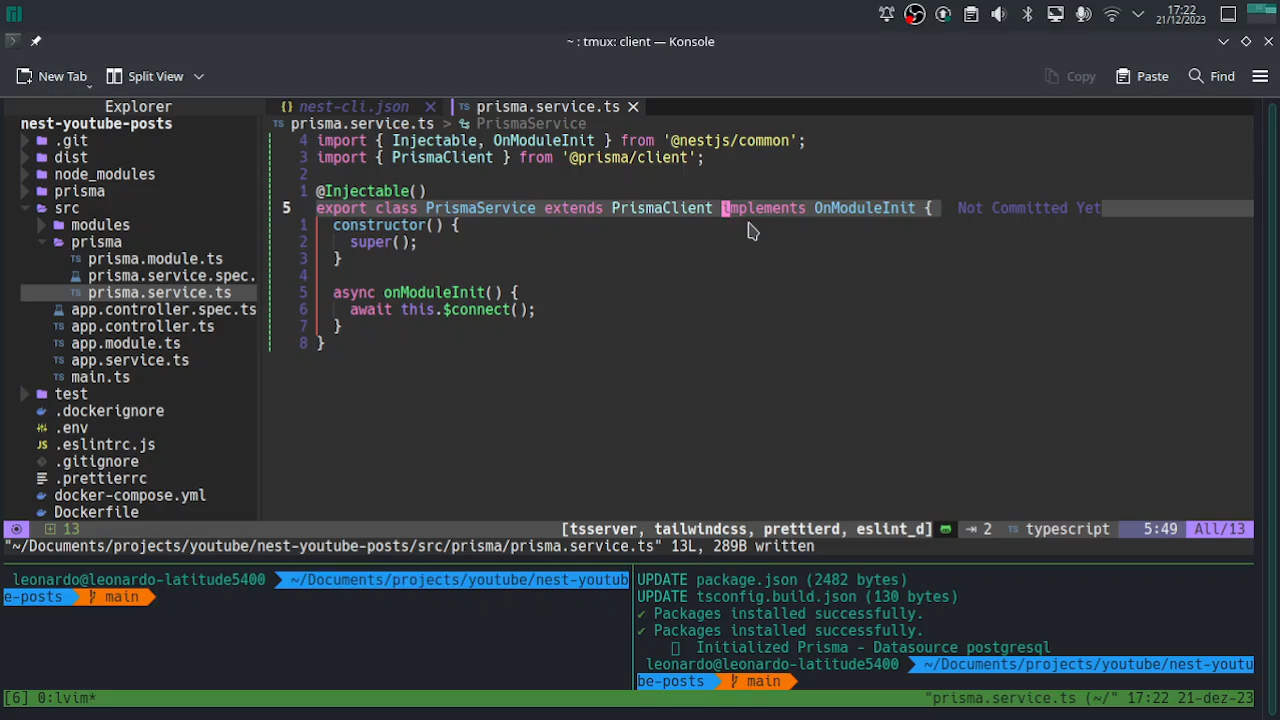 17:22
21/12/2023
~ : tmux: client — Konsole
New Tab
Split View
Copy
Paste
Find
Explorer
nest-youtube-posts
.git
dist
node_modules
prisma
src
modules
prisma
prisma.module.ts
prisma.service.spec.
prisma.service.ts
app.controller.spec.ts
app.controller.ts
app.module.ts
app.service.ts
main.ts
test
.dockerignore
.env
.eslintrc.js
.gitignore
.prettierrc
docker-compose.yml
Dockerfile
{} nest-cli.json
TS prisma.service.ts
TS prisma.service.ts > PrismaService
4 import { Injectable, OnModuleInit } from '@nestjs/common';
3 import { PrismaClient } from '@prisma/client';
2
1 @Injectable()
5 export class PrismaService extends PrismaClient implements OnModuleInit { Not Committed Yet
1 constructor() {
2 super();
3 }
4
5 async onModuleInit() {
6 await this.$connect();
7 }
8 }
13 [tsserver, tailwindcss, prettierd, eslint_d] 2 TS typescript 5:49 All/13
"~/Documents/projects/youtube/nest-youtube-posts/src/prisma/prisma.service.ts" 13L, 289B written
leonardo@leonardo-latitude5400 ~/Documents/projects/youtube/nest-youtub
e-posts main
UPDATE package.json (2482 bytes)
UPDATE tsconfig.build.json (130 bytes)
✓ Packages installed successfully.
✓ Packages installed successfully.
Initialized Prisma - Datasource postgresql
leonardo@leonardo-latitude5400 ~/Documents/projects/youtube/nest-youtu
be-posts main
[6] 0:lvim* "prisma.service.ts (~/" 17:22 21-dez-23